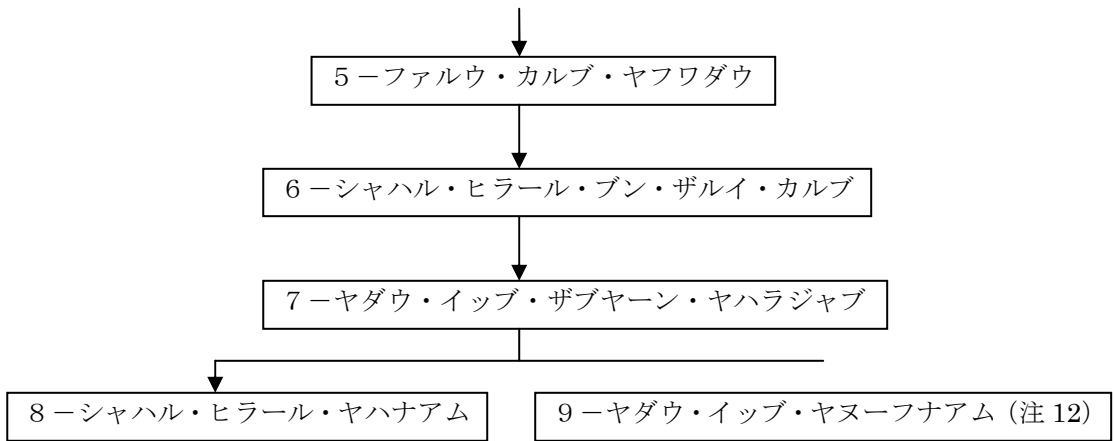 5－ファルウ・カルブ・ヤフワダウ
6－シャハル・ヒラール・ブン・ザルイ・カルブ
7－ヤダウ・イッブ・ザブヤーン・ヤハラジャブ
8－シャハル・ヒラール・ヤハナアム
9－ヤダウ・イッブ・ヤヌーフナアム（注 12）